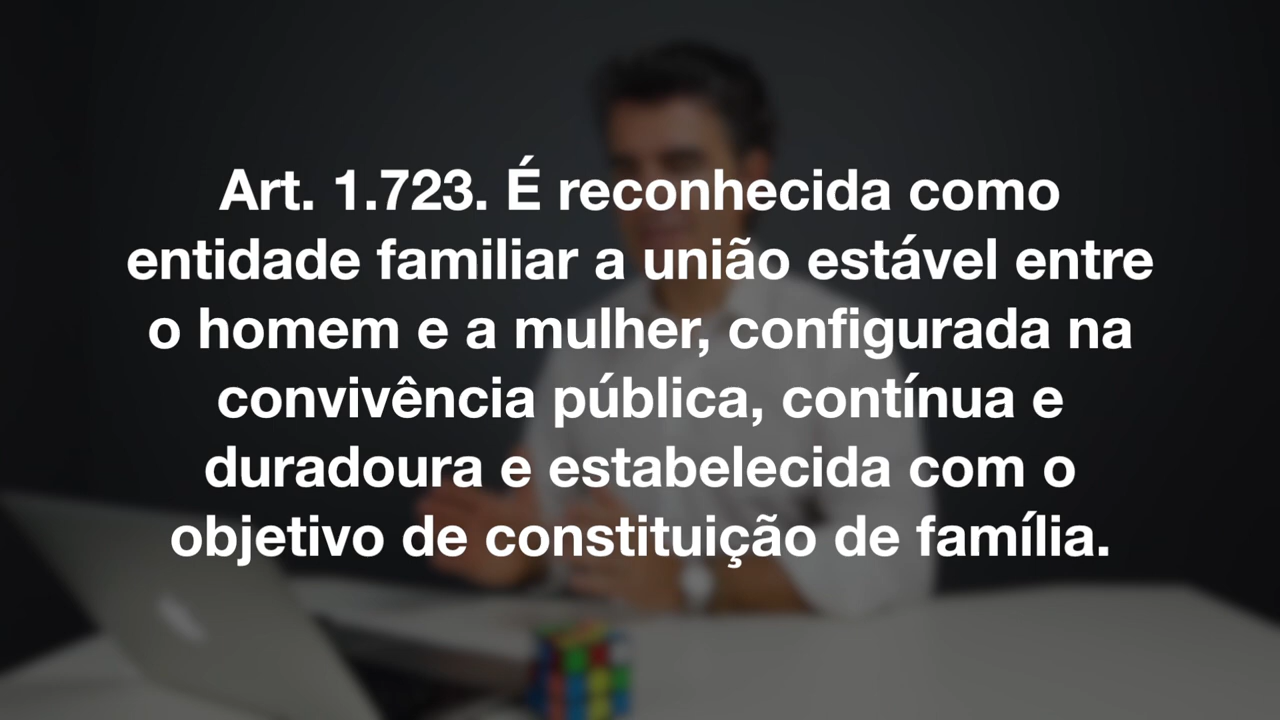 Art. 1.723. É reconhecida como
entidade familiar a união estável entre
o homem e a mulher, configurada na
convivência pública, contínua e
duradoura e estabelecida com o
objetivo de constituição de família.